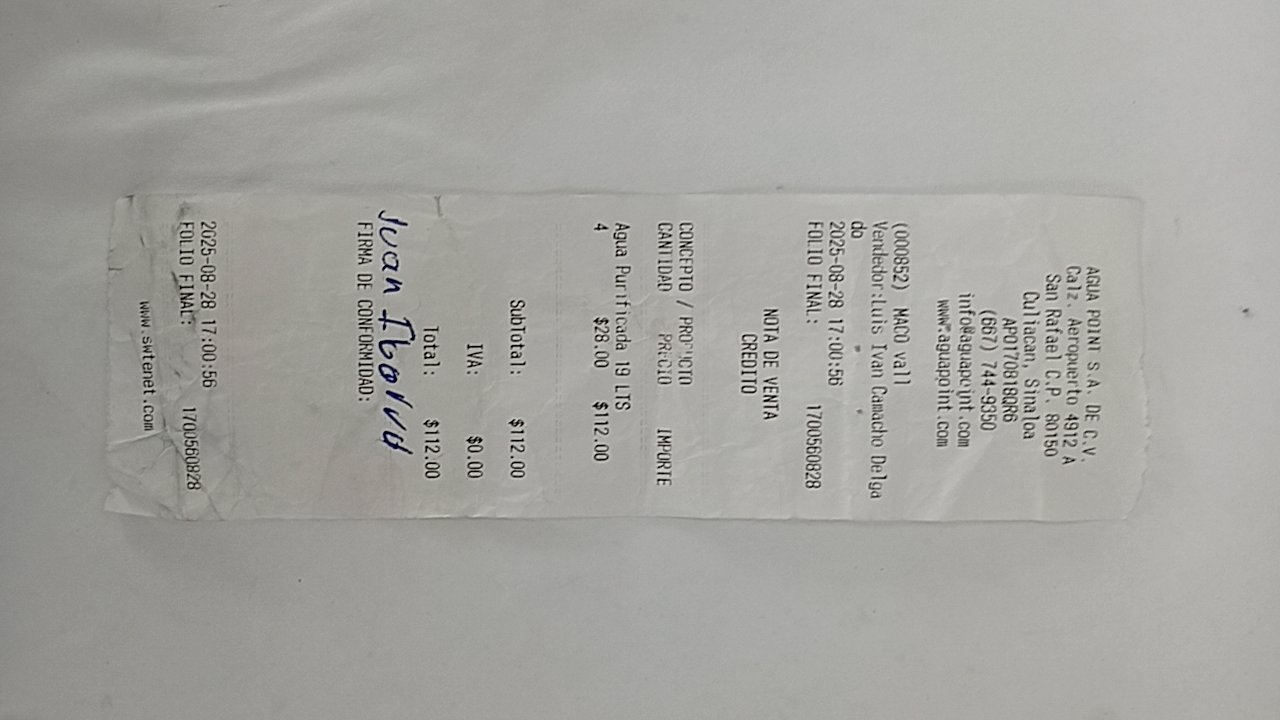 AGUA POINT S.A. DE C.V.
Calz. Aeropuerto 4912 A
San Rafael C.P. 80150
Culiacan, Sinaloa
APO170818QR6
(667) 744-9350
info@aguapoint.com
www.aguapoint.com
(000852) MACO vall
Vendedor:Luis Ivan Camacho Delga
do
2025-08-28 17:00:56
FOLIO FINAL: 1700560828
NOTA DE VENTA
CREDITO
CONCEPTO / PRODUCTO
CANTIDAD PRECIO IMPORTE
Agua Purificada 19 LTS
4 $28.00 $112.00
SubTotal: $112.00
IVA: $0.00
Total: $112.00
Juan Ibarra
FIRMA DE CONFORMIDAD:
2025-08-28 17:00:56
FOLIO FINAL: 1700560828
www.swtenet.com